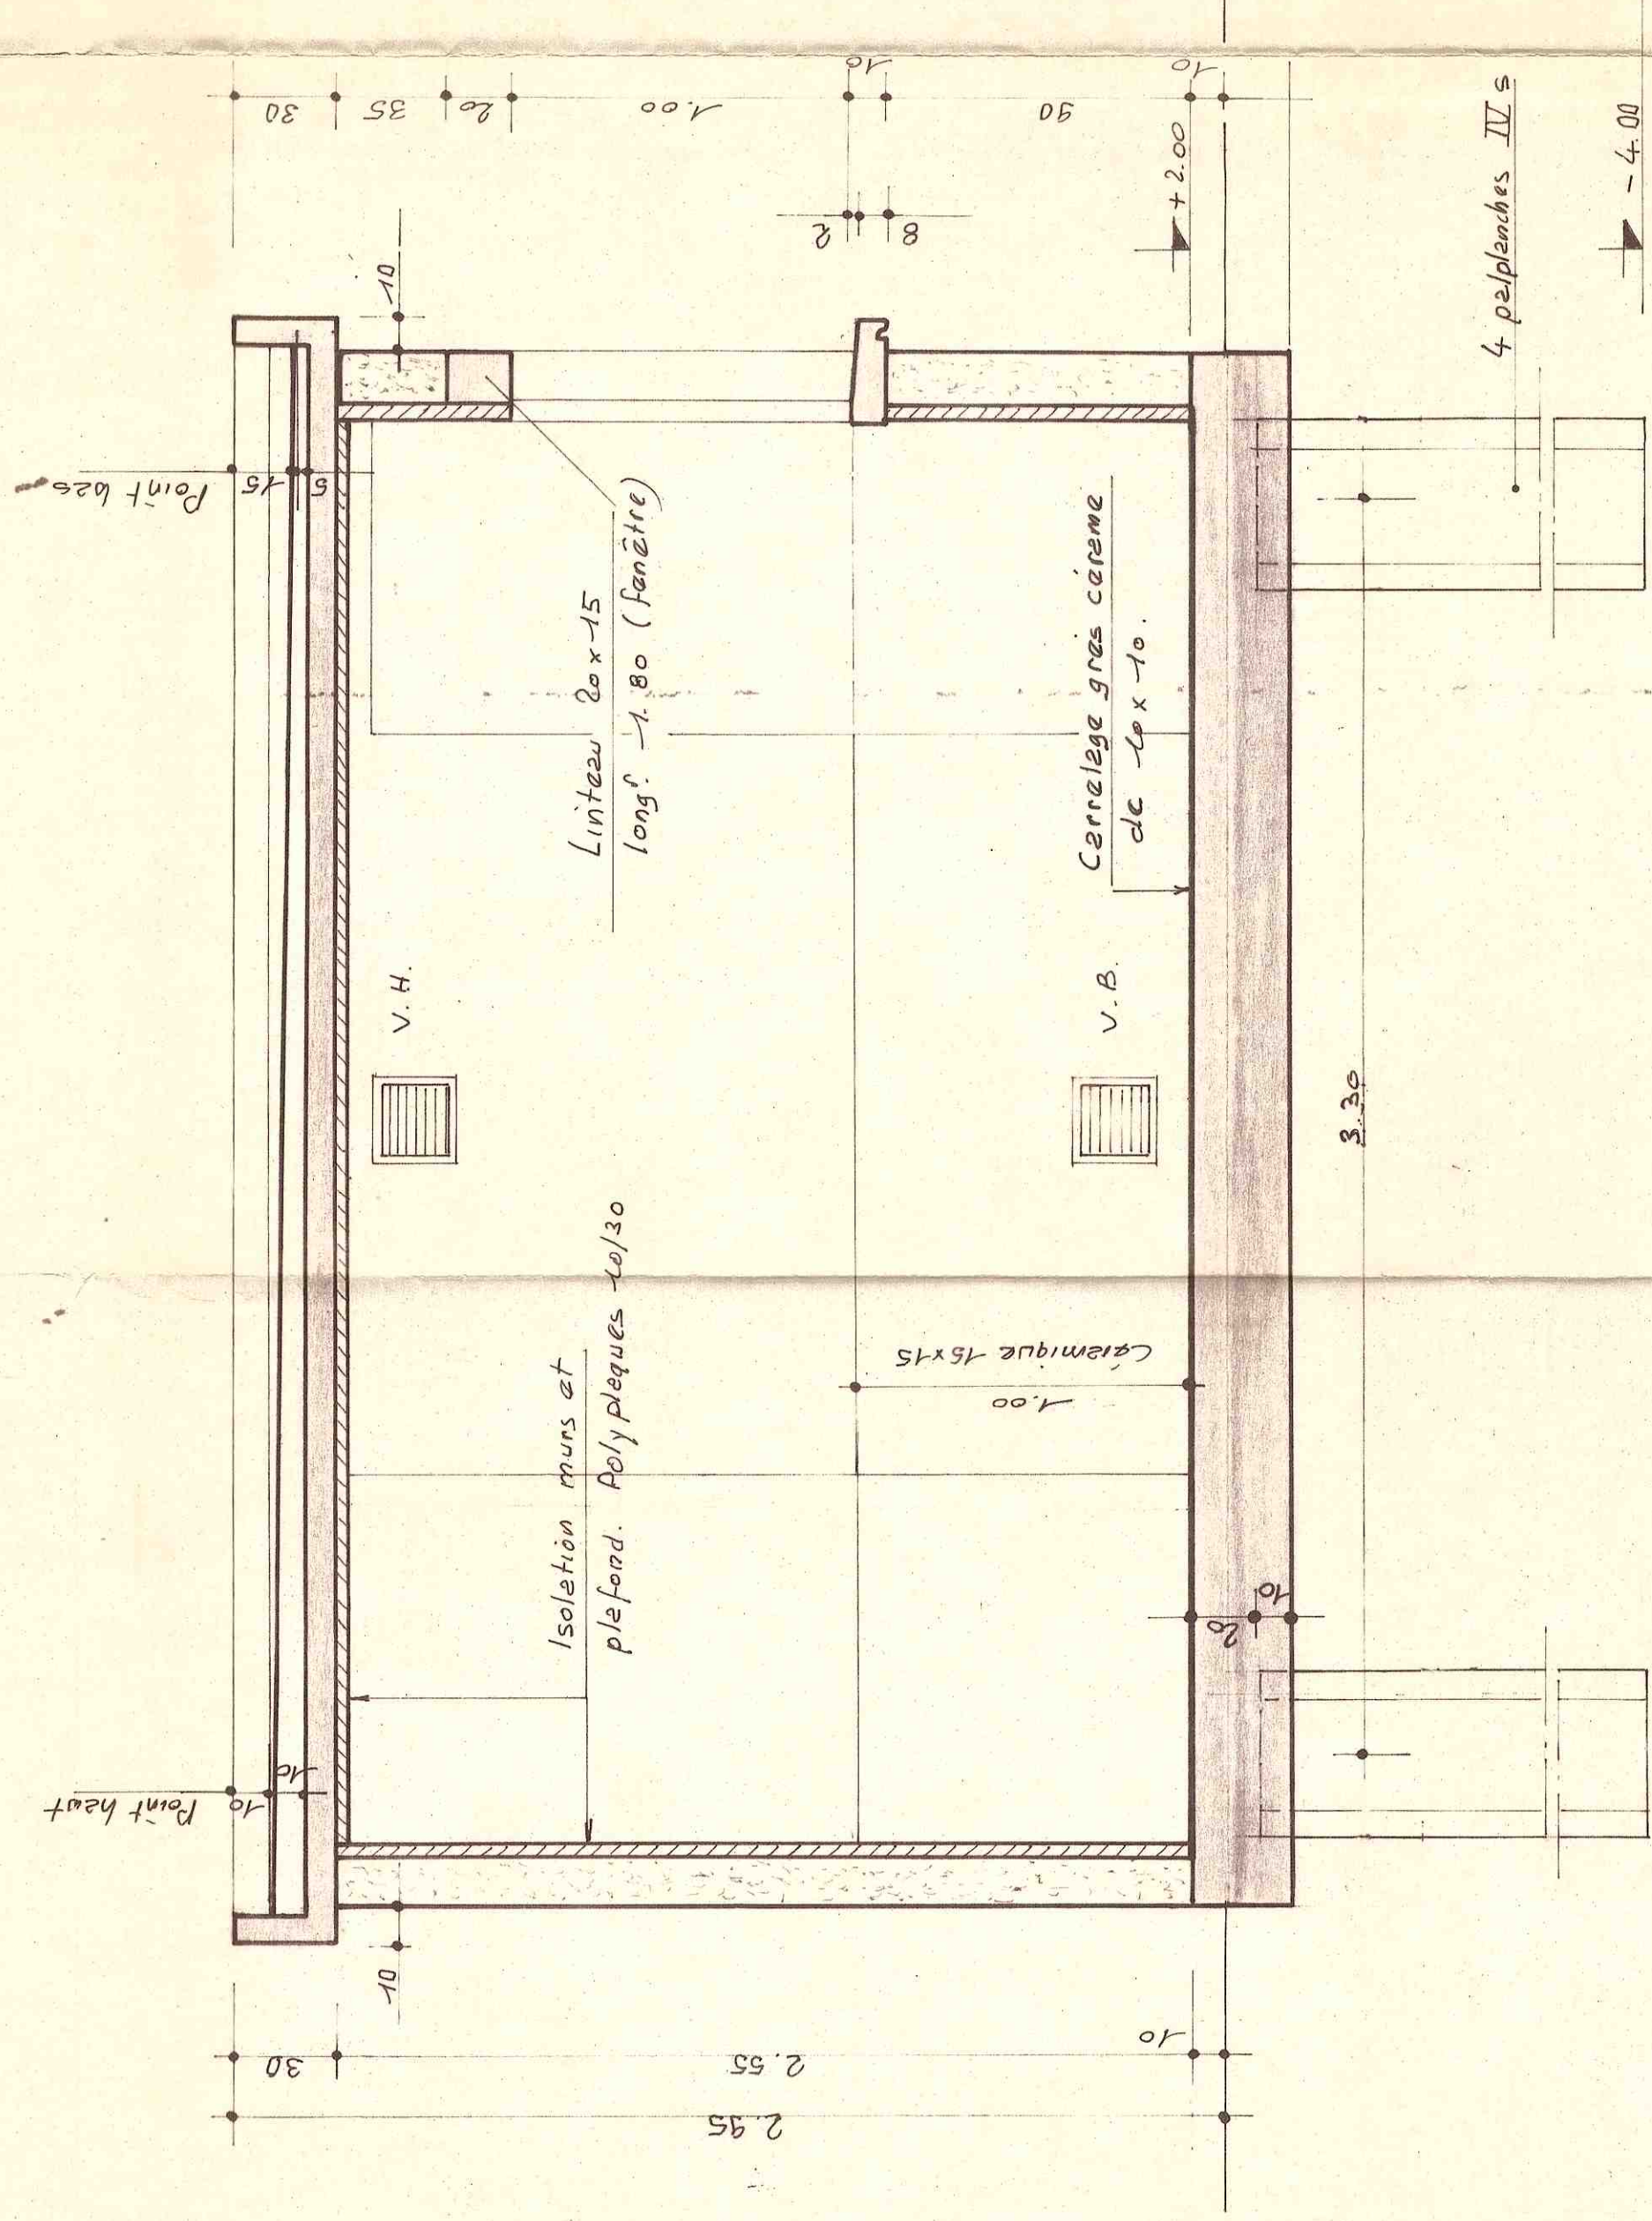 Point haut
10
10
Point bas
15
5
10
10
30
35
20
1.00
10
90
10
2
8
Linteau 20x15
longr. 1.80 (fenêtre)
V.H.
V.B.
Isolation murs et
plafond. Polyplaques 10/30
Carrelage grès cérame
de 10x10.
Céramique 15x15
1.00
20
10
+2.00
4 palplanches IV s
-4.00
3.30
30
2.55
10
2.95